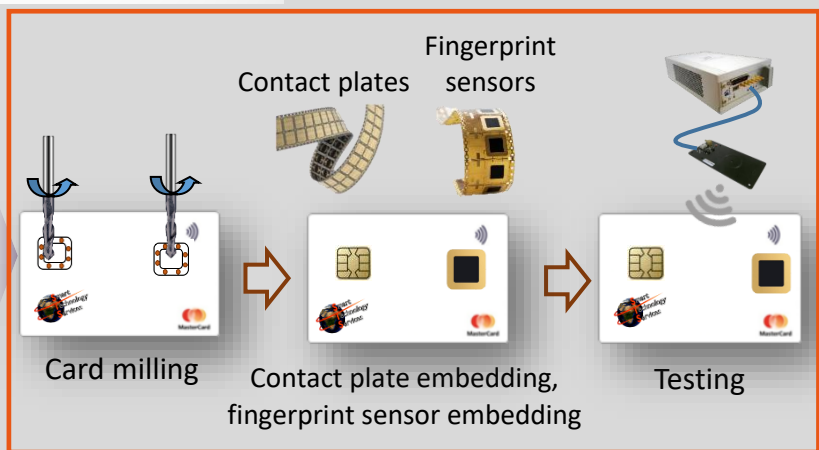 Fingerprint
sensors
Contact plates
MasterCard
MasterCard
MasterCard
Card milling
Contact plate embedding,
fingerprint sensor embedding
Testing